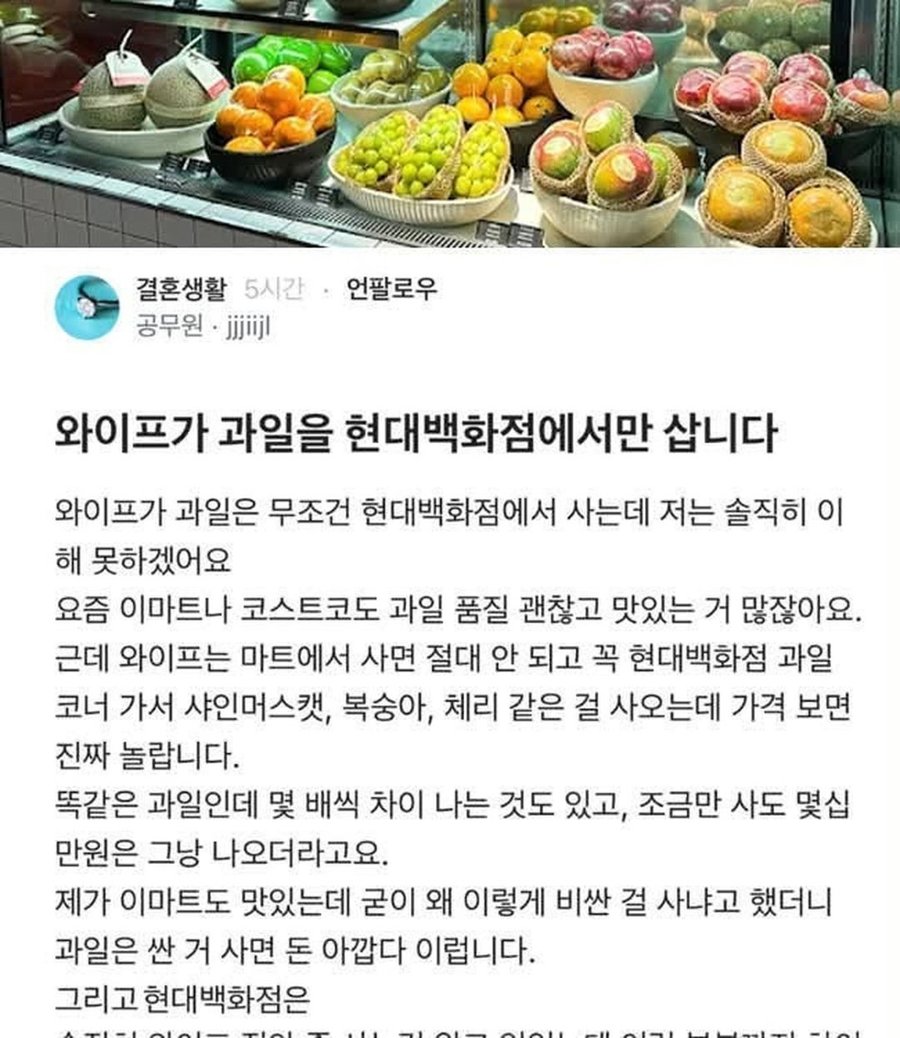 결혼생활 5시간 · 언팔로우
공무원 · jjjiijl
와이프가 과일을 현대백화점에서만 삽니다
와이프가 과일은 무조건 현대백화점에서 사는데 저는 솔직히 이
해 못하겠어요
요즘 이마트나 코스트코도 과일 품질 괜찮고 맛있는 거 많잖아요.
근데 와이프는 마트에서 사면 절대 안 되고 꼭 현대백화점 과일
코너 가서 샤인머스캣, 복숭아, 체리 같은 걸 사오는데 가격 보면
진짜 놀랍니다.
똑같은 과일인데 몇 배씩 차이 나는 것도 있고, 조금만 사도 몇십
만원은 그냥 나오더라고요.
제가 이마트도 맛있는데 굳이 왜 이렇게 비싼 걸 사냐고 했더니
과일은 싼 거 사면 돈 아깝다 이럽니다.
그리고 현대백화점은